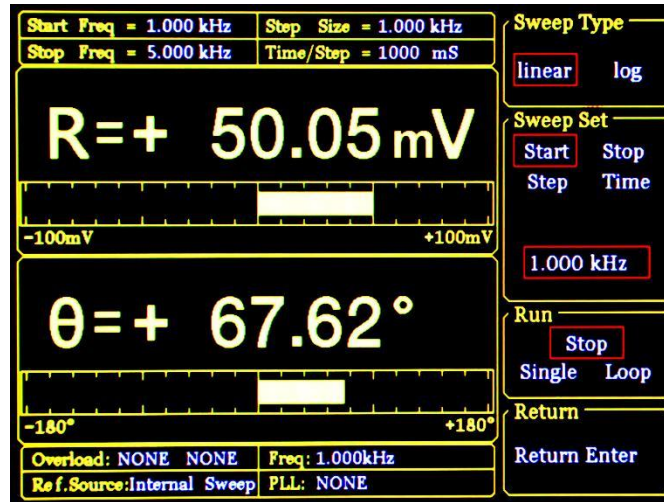 Start Freq = 1.000 kHz
Step Size = 1.000 kHz
Stop Freq = 5.000 kHz
Time/Step = 1000 mS
R=+ 50.05 mV
-100mV +100mV
θ=+ 67.62°
-180° +180°
Overload: NONE NONE
Freq: 1.000kHz
Ref.Source:Internal Sweep
PLL: NONE
Sweep Type
linear log
Sweep Set
Start Stop
Step Time
1.000 kHz
Run
Stop
Single Loop
Return
Return Enter